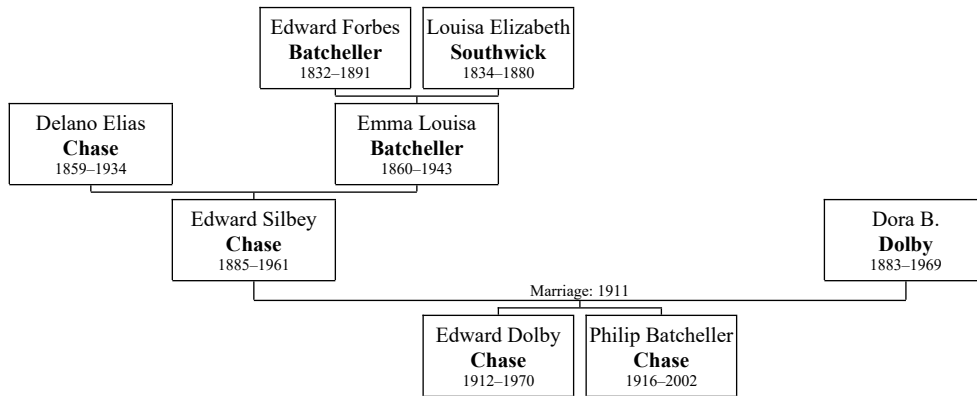 Edward Forbes
Batcheller
1832–1891
Louisa Elizabeth
Southwick
1834–1880
Delano Elias
Chase
1859–1934
Emma Louisa
Batcheller
1860–1943
Edward Silbey
Chase
1885–1961
Dora B.
Dolby
1883–1969
Marriage: 1911
Edward Dolby
Chase
1912–1970
Philip Batcheller
Chase
1916–2002